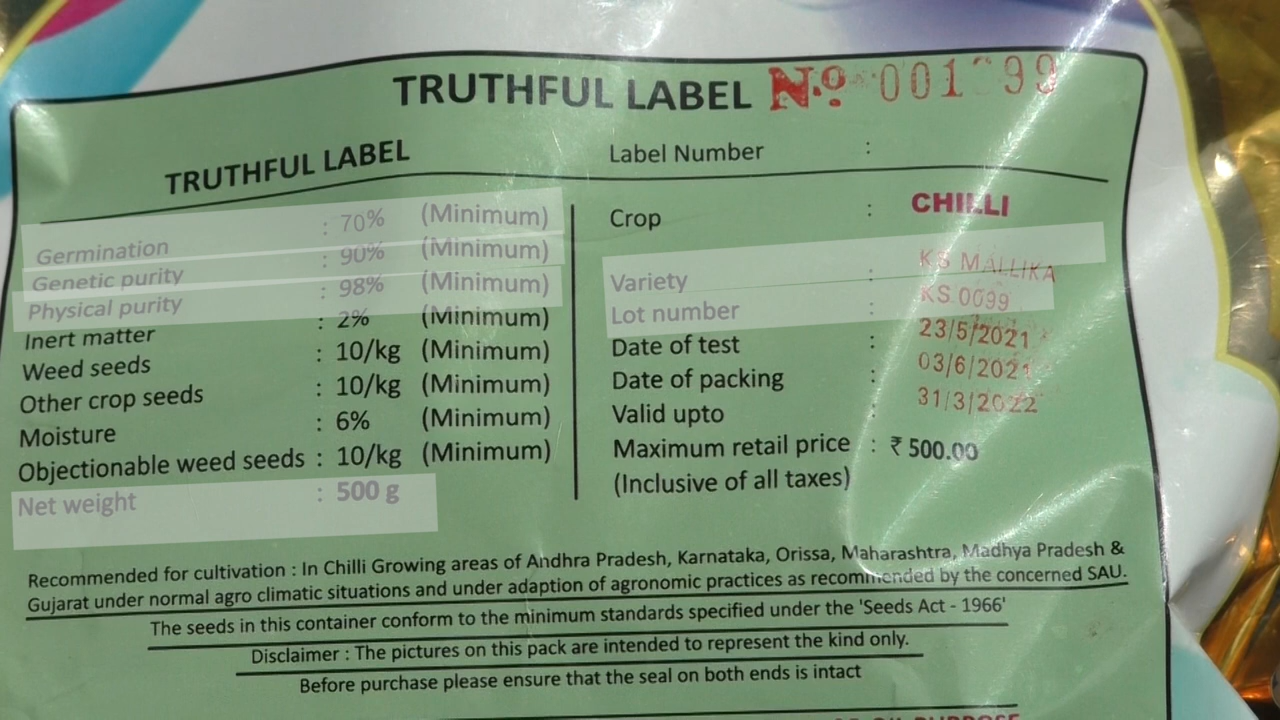 TRUTHFUL LABEL No. 001 99
TRUTHFUL LABEL
Germination : 70% (Minimum)
Genetic purity : 90% (Minimum)
Physical purity : 98% (Minimum)
Inert matter : 2% (Minimum)
Weed seeds : 10/kg (Minimum)
Other crop seeds : 10/kg (Minimum)
Moisture : 6% (Minimum)
Objectionable weed seeds : 10/kg (Minimum)
Net weight : 500 g
Label Number :
Crop : CHILLI
Variety : KS MALLIKA
Lot number : KS 0099
Date of test : 23/5/2021
Date of packing : 03/6/2021
Valid upto : 31/3/2022
Maximum retail price : ₹ 500.00
(Inclusive of all taxes)
Recommended for cultivation : In Chilli Growing areas of Andhra Pradesh, Karnataka, Orissa, Maharashtra, Madhya Pradesh &
Gujarat under normal agro climatic situations and under adaption of agronomic practices as recommended by the concerned SAU.
The seeds in this container conform to the minimum standards specified under the 'Seeds Act - 1966'
Disclaimer : The pictures on this pack are intended to represent the kind only.
Before purchase please ensure that the seal on both ends is intact